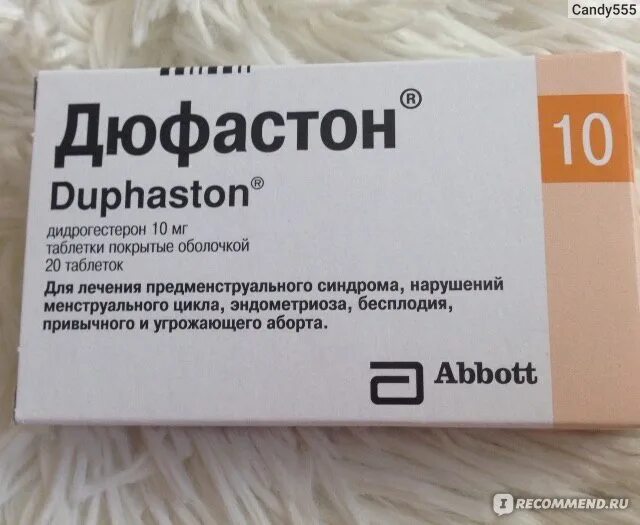 Candy555
Дюфастон®
10
Duphaston®
дидрогестерон 10 мг
таблетки покрытые оболочкой
20 таблеток
Для лечения предменструального синдрома, нарушений
менструального цикла, эндометриоза, бесплодия,
привычного и угрожающего аборта.
Abbott
I RECOMMEND.RU